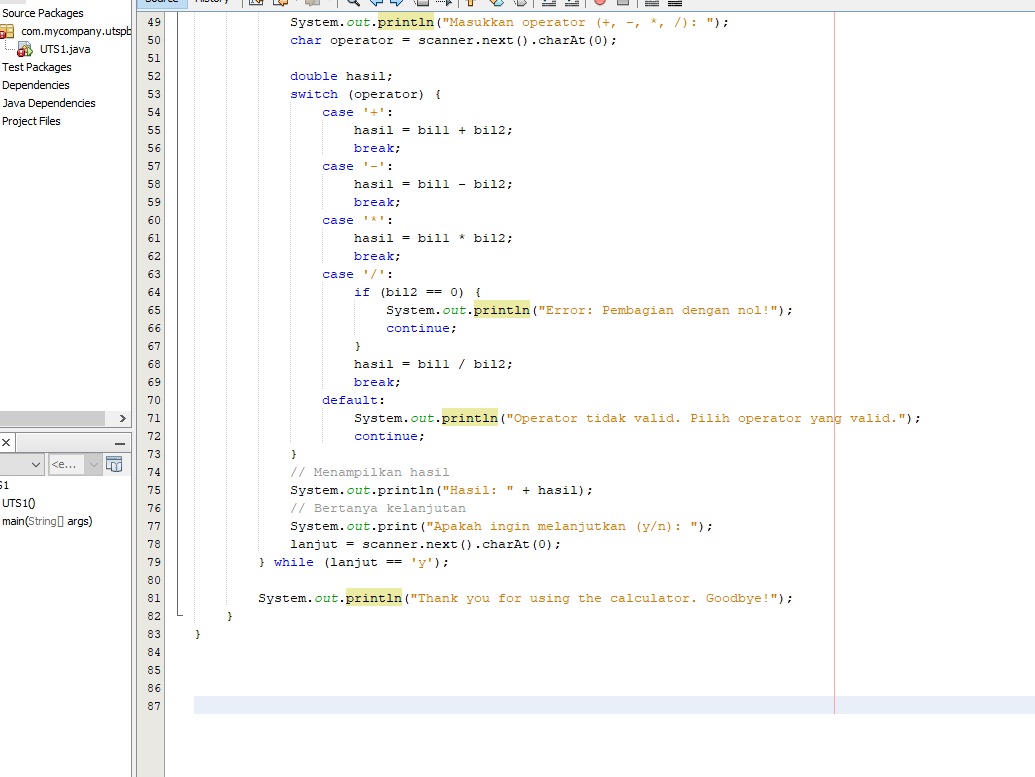 Source
History
Source Packages
com.mycompany.utspb
UTS1.java
Test Packages
Dependencies
Java Dependencies
Project Files
<e...
S1
UTS1()
main(String[] args)
49 System.out.println("Masukkan operator (+, -, *, /): ");
50 char operator = scanner.next().charAt(0);
51
52 double hasil;
53 switch (operator) {
54 case '+':
55 hasil = bil1 + bil2;
56 break;
57 case '-':
58 hasil = bil1 - bil2;
59 break;
60 case '*':
61 hasil = bil1 * bil2;
62 break;
63 case '/':
64 if (bil2 == 0) {
65 System.out.println("Error: Pembagian dengan nol!");
66 continue;
67 }
68 hasil = bil1 / bil2;
69 break;
70 default:
71 System.out.println("Operator tidak valid. Pilih operator yang valid.");
72 continue;
73 }
74 // Menampilkan hasil
75 System.out.println("Hasil: " + hasil);
76 // Bertanya kelanjutan
77 System.out.print("Apakah ingin melanjutkan (y/n): ");
78 lanjut = scanner.next().charAt(0);
79 } while (lanjut == 'y');
80
81 System.out.println("Thank you for using the calculator. Goodbye!");
82 }
83 }
84
85
86
87